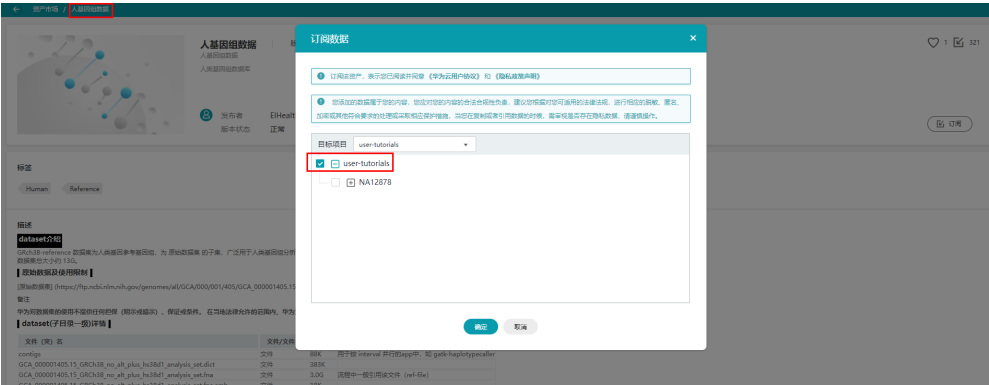 ← 资产市场 / 人基因组数据
人基因组数据
人基因组数据
人类基因组数据库
发布者 EIHealt
版本状态 正常
1 321
订阅
标签
Human Reference
描述
dataset介绍
GRCh38-reference 数据集为人类基因参考基因组，为 原始数据集 的子集，广泛用于人类基因组分析
数据集总大小约 13G。
【原始数据及使用限制】
[原始数据集] (https://ftp.ncbi.nlm.nih.gov/genomes/all/GCA/000/001/405/GCA_000001405.15
备注
华为对数据集的使用不提供任何担保（明示或暗示）、保证或条件。在当地法律允许的范围内，华为
【dataset(子目录一级)详情】
文件（夹）名 文件/文件
contigs 文件 88K 用于按 interval 并行的app中，如 gatk-haplotypecaller
GCA_000001405.15_GRCh38_no_alt_plus_hs38d1_analysis_set.dict 文件 383K
GCA_000001405.15_GRCh38_no_alt_plus_hs38d1_analysis_set.fna 文件 3.0G 流程中一般引用该文件（ref-file）
订阅数据 ×
订阅该资产，表示您已阅读并同意 《华为云用户协议》 和 《隐私政策声明》
您添加的数据属于您的内容，您应对您的内容的合法合规性负责，建议您根据对您可适用的法律法规，进行相应的脱敏、匿名、
加密或其他符合要求的处理或采取相应保护措施。当您在复制或者引用数据的时候，需审核是否存在隐私数据，请谨慎操作。
目标项目 user-tutorials
user-tutorials
NA12878
确定 取消